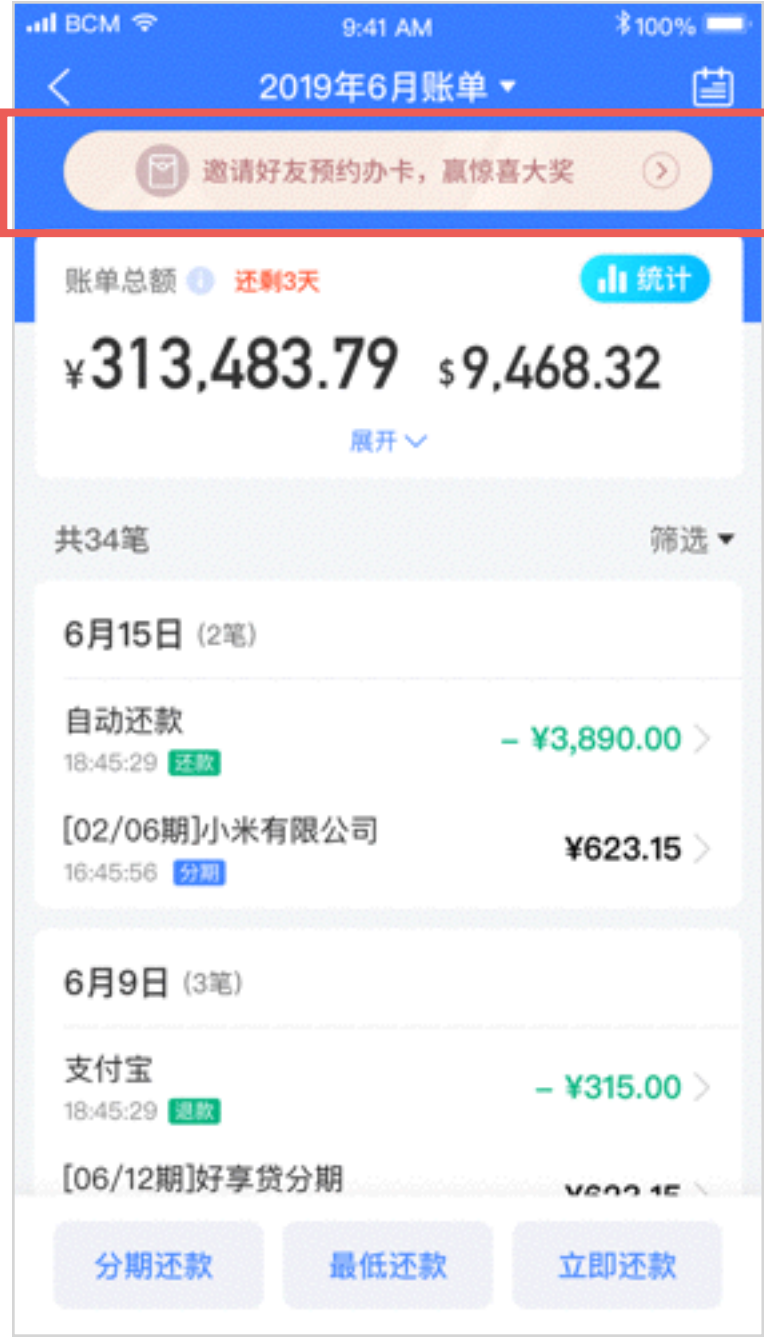 BCM 9:41 AM 100%
2019年6月账单
邀请好友预约办卡，赢惊喜大奖
账单总额 还剩3天 统计
¥313,483.79 $9,468.32
展开
共34笔 筛选
6月15日 (2笔)
自动还款
- ¥3,890.00
18:45:29 还款
[02/06期]小米有限公司
¥623.15
16:45:56 分期
6月9日 (3笔)
支付宝
- ¥315.00
18:45:29 退款
[06/12期]好享贷分期
分期还款 最低还款 立即还款